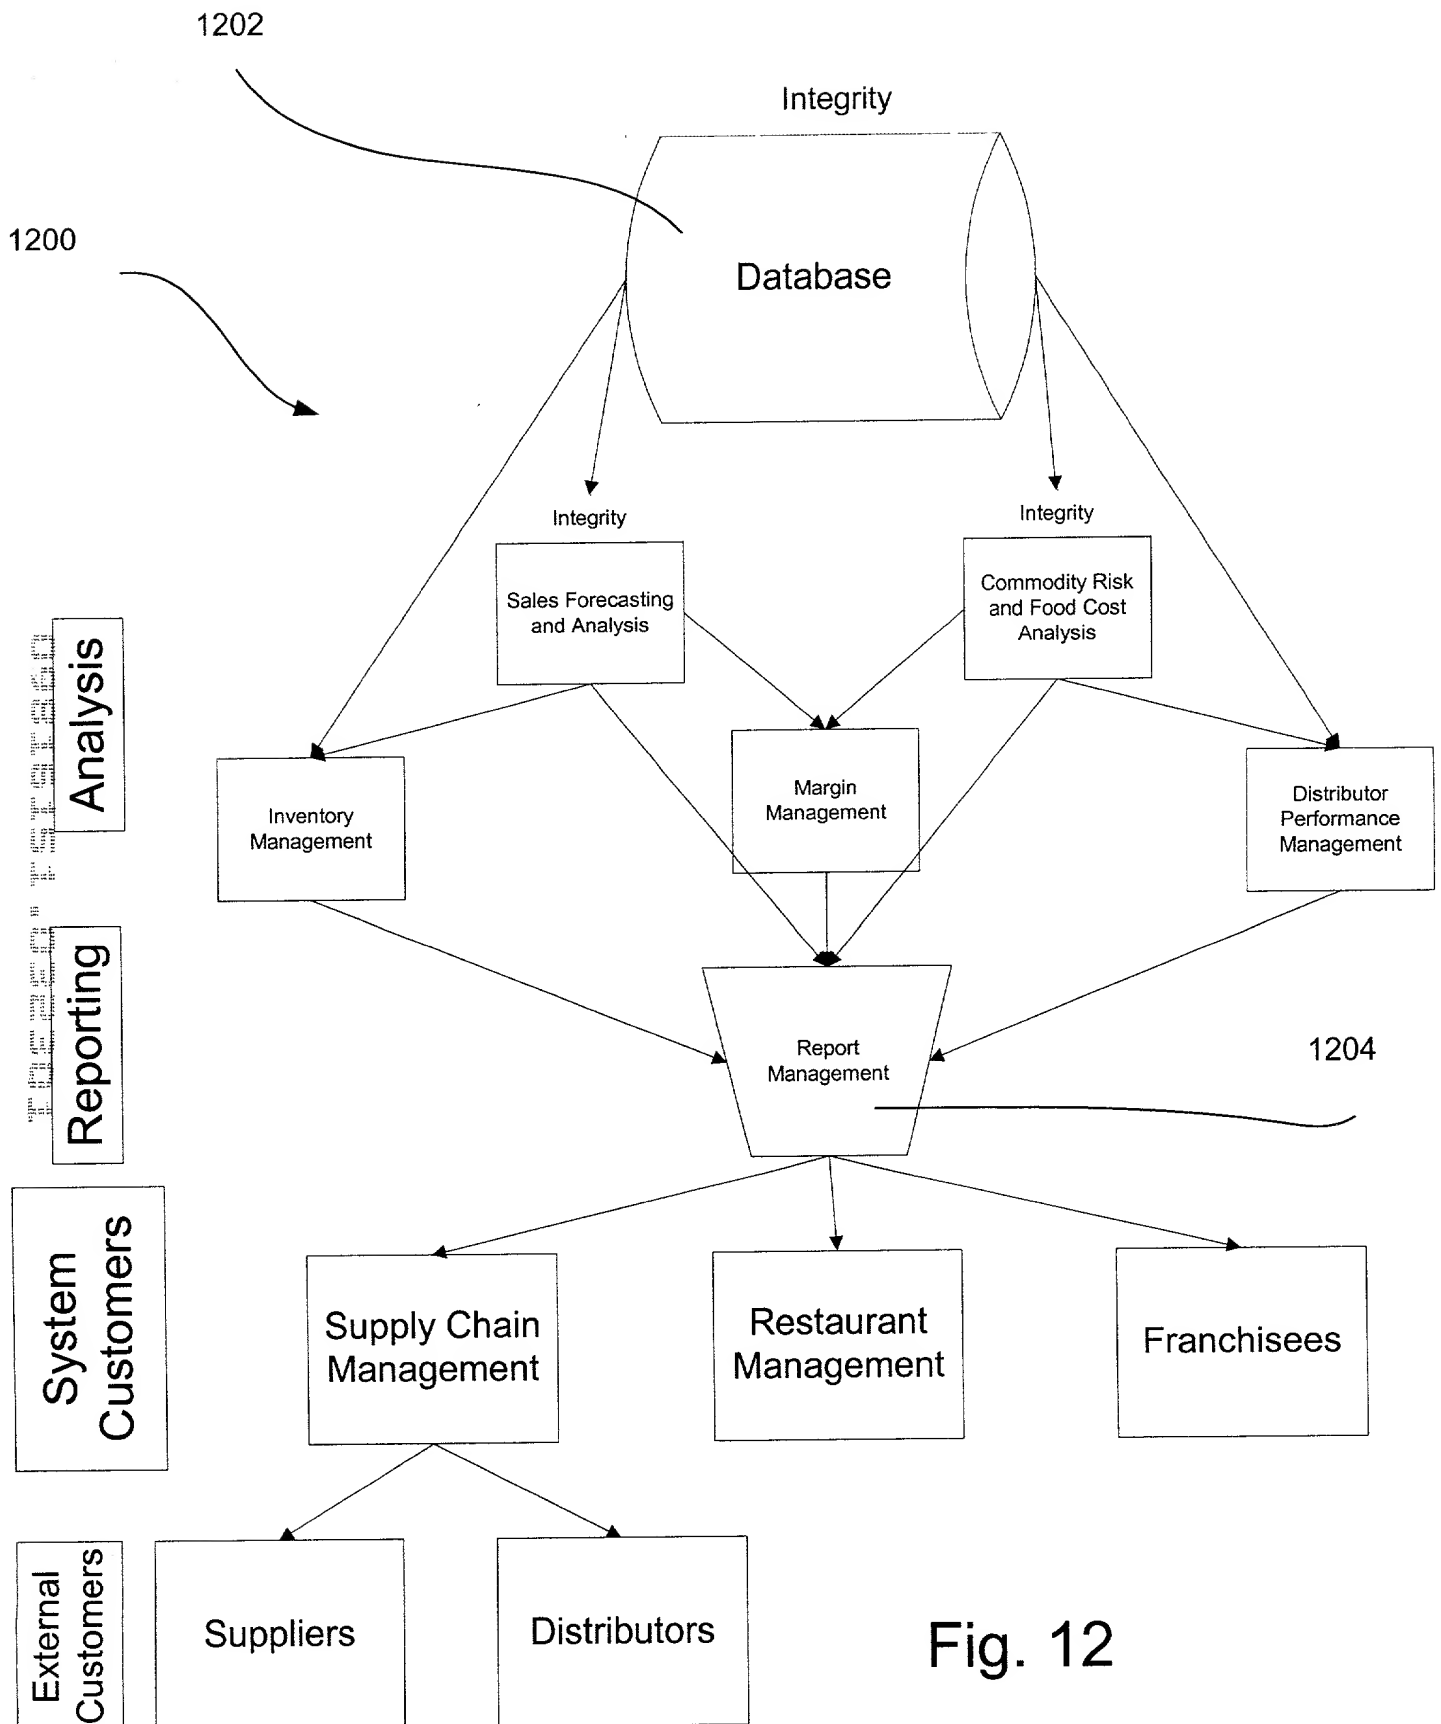 1202
Integrity
1200
Database
Integrity
Integrity
Sales Forecasting
and Analysis
Commodity Risk
and Food Cost
Analysis
Analysis
Inventory
Management
Margin
Management
Distributor
Performance
Management
Reporting
Report
Management
1204
System
Customers
Supply Chain
Management
Restaurant
Management
Franchisees
External
Customers
Suppliers
Distributors
Fig. 12